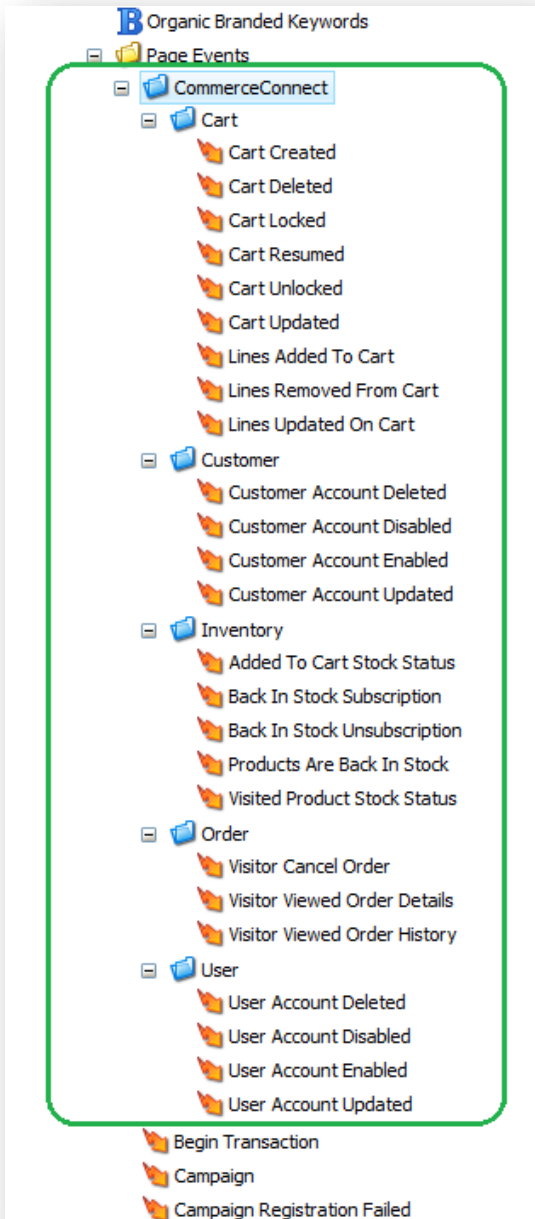 Organic Branded Keywords
Page Events
CommerceConnect
Cart
Cart Created
Cart Deleted
Cart Locked
Cart Resumed
Cart Unlocked
Cart Updated
Lines Added To Cart
Lines Removed From Cart
Lines Updated On Cart
Customer
Customer Account Deleted
Customer Account Disabled
Customer Account Enabled
Customer Account Updated
Inventory
Added To Cart Stock Status
Back In Stock Subscription
Back In Stock Unsubscription
Products Are Back In Stock
Visited Product Stock Status
Order
Visitor Cancel Order
Visitor Viewed Order Details
Visitor Viewed Order History
User
User Account Deleted
User Account Disabled
User Account Enabled
User Account Updated
Begin Transaction
Campaign
Campaign Registration Failed